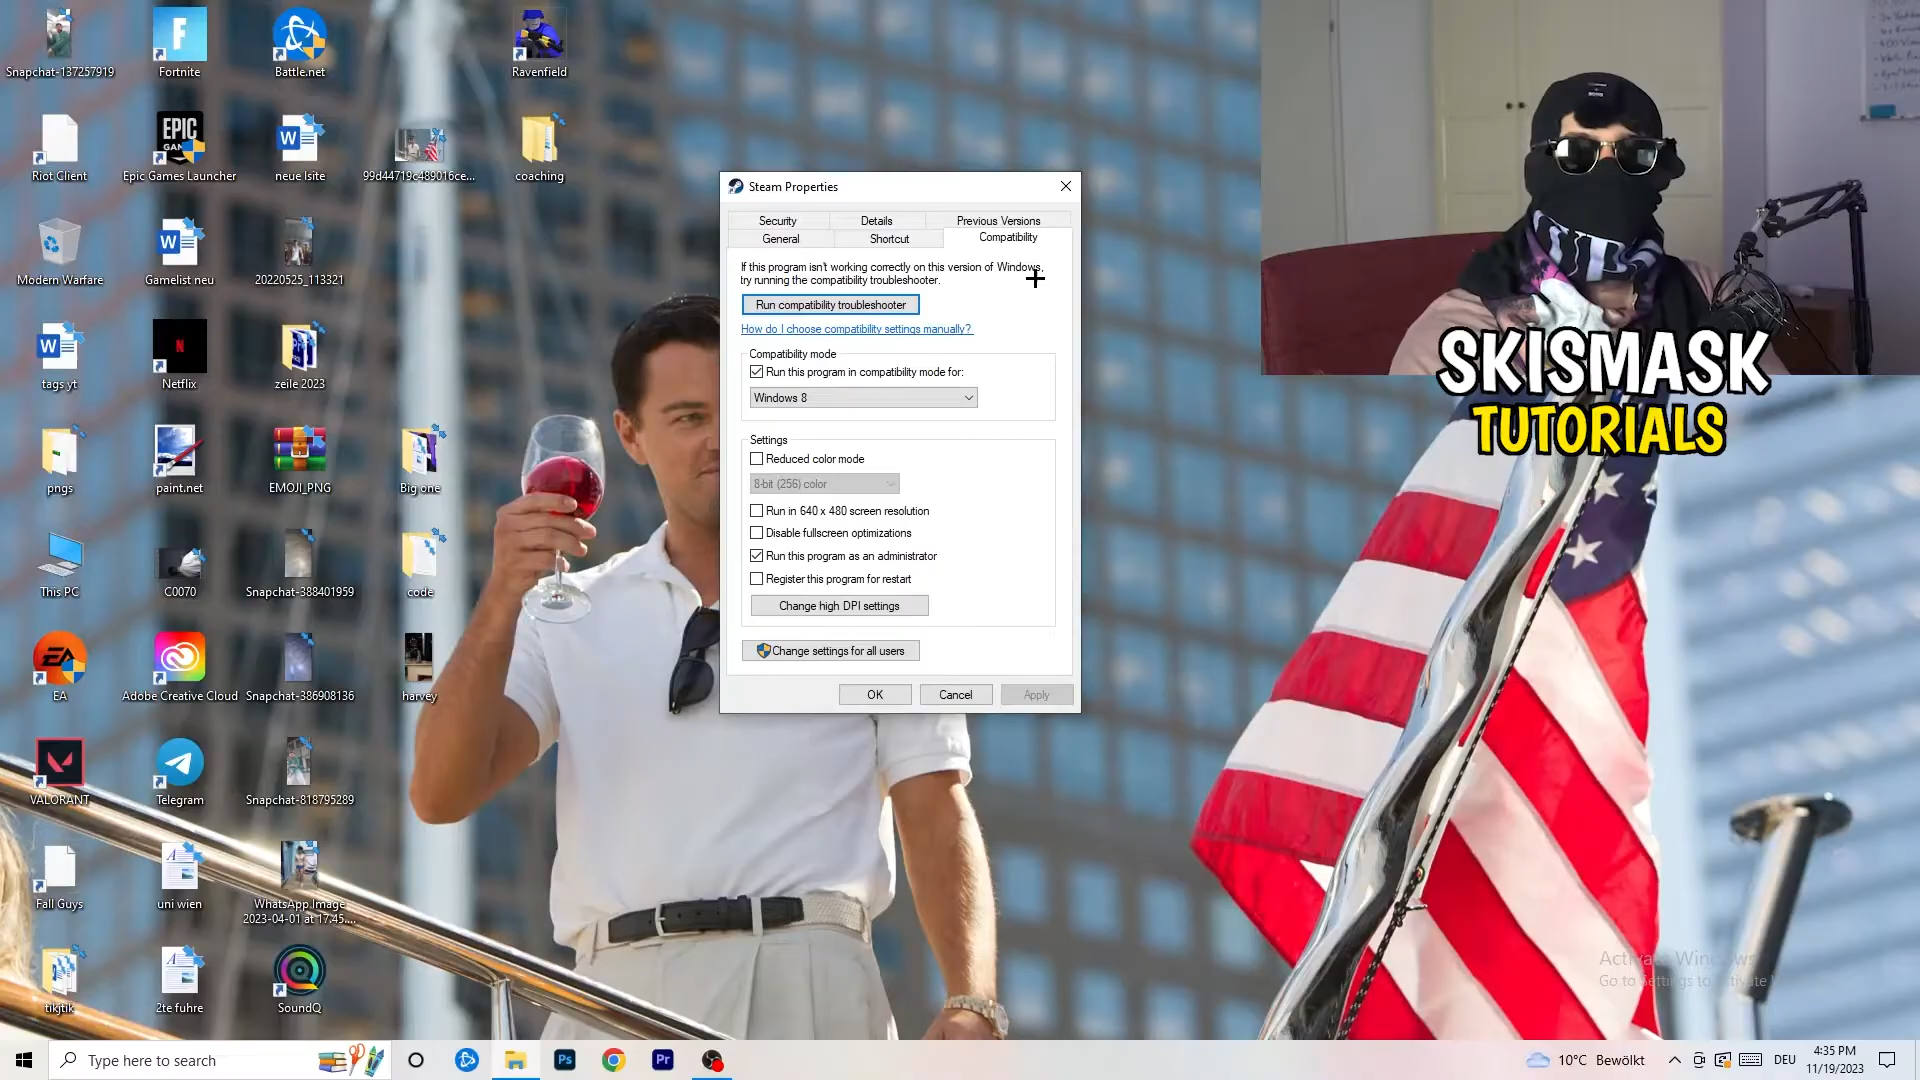 Snapchat-137257919
Fortnite
Battle.net
Ravenfield
Riot Client
EPIC
Epic Games Launcher
neue lsite
99d44719c489016ce...
coaching
Modern Warfare
Gamelist neu
20220525_113321
tags yt
Netflix
zeile 2023
pngs
paint.net
EMOJI_PNG
Big one
This PC
C0070
Snapchat-388401959
code
EA
Adobe Creative Cloud
Snapchat-386908136
harvey
VALORANT
Telegram
Snapchat-818795289
Fall Guys
uni wien
WhatsApp Image
2023-04-01 at 17.45....
tikjtik
2te fuhre
SoundQ
Steam Properties
Security
Details
Previous Versions
General
Shortcut
Compatibility
If this program isn't working correctly on this version of Windows,
try running the compatibility troubleshooter.
Run compatibility troubleshooter
How do I choose compatibility settings manually?
Compatibility mode
Run this program in compatibility mode for:
Windows 8
Settings
Reduced color mode
8-bit (256) color
Run in 640 x 480 screen resolution
Disable fullscreen optimizations
Run this program as an administrator
Register this program for restart
Change high DPI settings
Change settings for all users
OK
Cancel
Apply
SKISMASK
TUTORIALS
Activate Windows
Go to Settings to activate
Type here to search
Ps
Pr
10°C Bewölkt
DEU
4:35 PM
11/19/2023